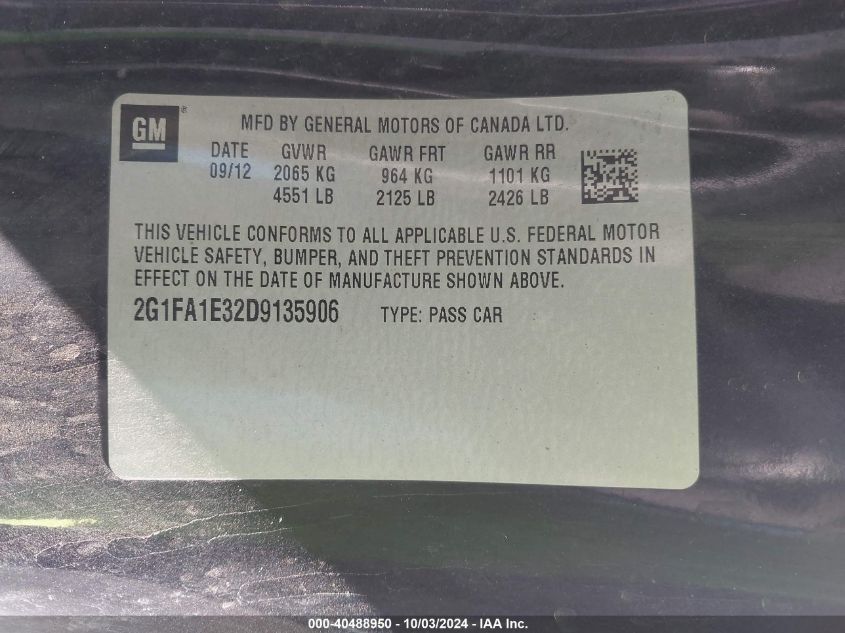 GM®
MFD BY GENERAL MOTORS OF CANADA LTD.
DATE GVWR GAWR FRT GAWR RR
09/12 2065 KG 964 KG 1101 KG
4551 LB 2125 LB 2426 LB
THIS VEHICLE CONFORMS TO ALL APPLICABLE U.S. FEDERAL MOTOR
VEHICLE SAFETY, BUMPER, AND THEFT PREVENTION STANDARDS IN
EFFECT ON THE DATE OF MANUFACTURE SHOWN ABOVE.
2G1FA1E32D9135906 TYPE: PASS CAR
000-40488950 - 10/03/2024 - IAA Inc.